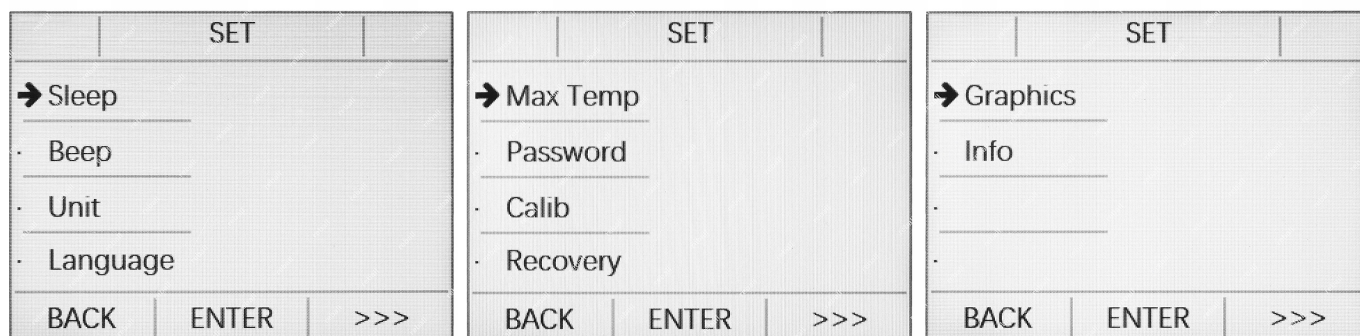 SET
➔ Sleep
· Beep
· Unit
· Language
BACK ENTER >>>
SET
➔ Max Temp
· Password
· Calib
· Recovery
BACK ENTER >>>
SET
➔ Graphics
· Info
·
·
BACK ENTER >>>